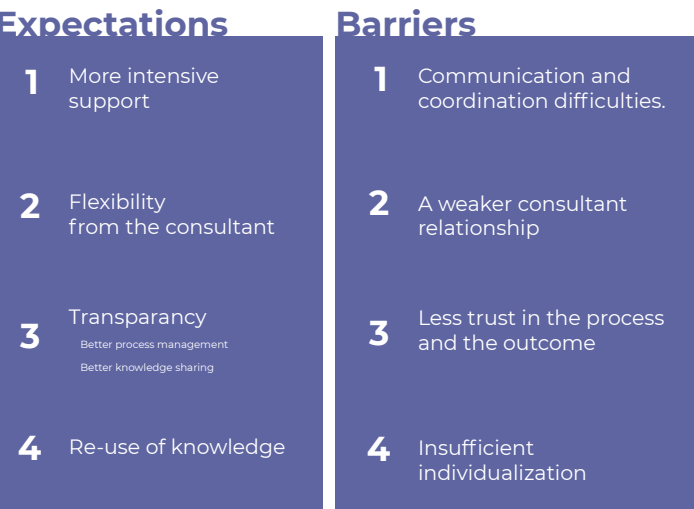 Expectations
1
More intensive
support
2
Flexibility
from the consultant
3
Transparancy
Better process management
Better knowledge sharing
4
Re-use of knowledge
Barriers
1
Communication and
coordination difficulties.
2
A weaker consultant
relationship
3
Less trust in the process
and the outcome
4
Insufficient
individualization